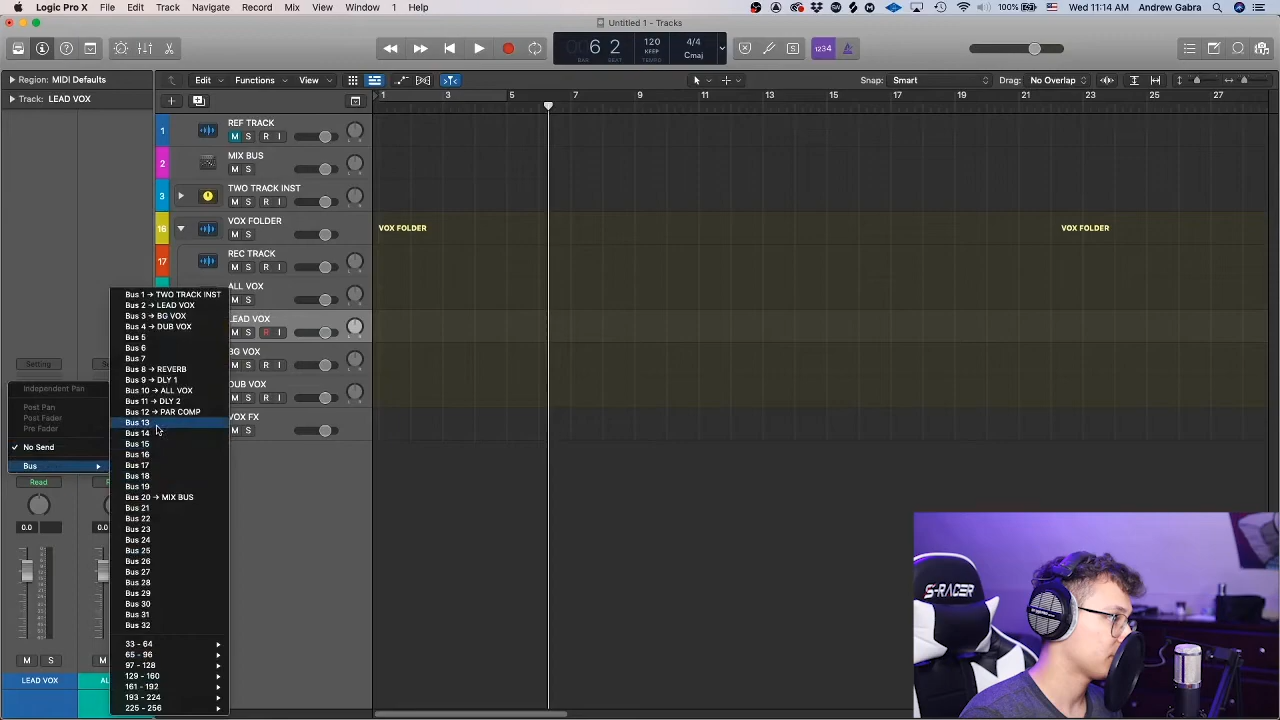 Logic Pro X File Edit Track Navigate Record Mix View Window 1 Help 100% Wed 11:14 AM Andrew Gabra
Untitled 1 - Tracks
6 2 120 4/4
BAR BEAT KEEP TEMPO Cmaj
1234
Region: MIDI Defaults
Edit Functions View Snap: Smart Drag: No Overlap
Track: LEAD VOX
1 3 5 7 9 11 13 15 17 19 21 23 25 27
1 REF TRACK
M S R I
2 MIX BUS
M S
3 TWO TRACK INST
M S R I
16 VOX FOLDER
M S
VOX FOLDER VOX FOLDER
17 REC TRACK
M S R I
ALL VOX
M S
LEAD VOX
M S R I
BG VOX
M S R I
DUB VOX
M S R I
VOX FX
M S
Setting
Independent Pan
Post Pan
Post Fader
Pre Fader
No Send
Bus
Bus 1 → TWO TRACK INST
Bus 2 → LEAD VOX
Bus 3 → BG VOX
Bus 4 → DUB VOX
Bus 5
Bus 6
Bus 7
Bus 8 → REVERB
Bus 9 → DLY 1
Bus 10 → ALL VOX
Bus 11 → DLY 2
Bus 12 → PAR COMP
Bus 13
Bus 14
Bus 15
Bus 16
Bus 17
Bus 18
Bus 19
Bus 20 → MIX BUS
Bus 21
Bus 22
Bus 23
Bus 24
Bus 25
Bus 26
Bus 27
Bus 28
Bus 29
Bus 30
Bus 31
Bus 32
33 - 64
65 - 96
97 - 128
129 - 160
161 - 192
193 - 224
225 - 256
Read
0.0 0.0
M S M
LEAD VOX
S-RACER